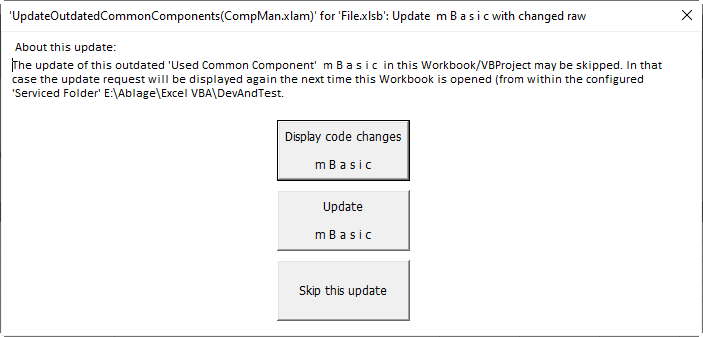 'UpdateOutdatedCommonComponents(CompMan.xlam)' for 'File.xlsb': Update  m B a s i c with changed raw
About this update:
The update of this outdated 'Used Common Component'  m B a s i c  in this Workbook/VBProject may be skipped. In that
case the update request will be displayed again the next time this Workbook is opened (from within the configured
'Serviced Folder' E:\Ablage\Excel VBA\DevAndTest.
Display code changes
m B a s i c
Update
m B a s i c
Skip this update